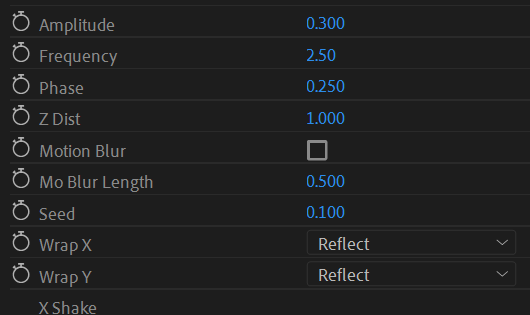 Amplitude 0.300
Frequency 2.50
Phase 0.250
Z Dist 1.000
Motion Blur
Mo Blur Length 0.500
Seed 0.100
Wrap X Reflect
Wrap Y Reflect
X Shake